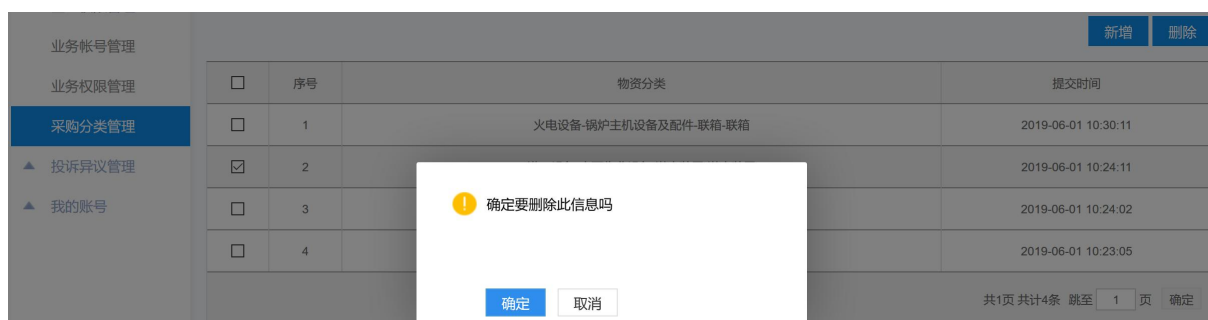 业务帐号管理
新增 删除
业务权限管理
序号 物资分类 提交时间
采购分类管理
1 火电设备-锅炉主机设备及配件-联箱-联箱 2019-06-01 10:30:11
投诉异议管理
2 2019-06-01 10:24:11
我的账号
3 2019-06-01 10:24:02
确定要删除此信息吗
4 2019-06-01 10:23:05
确定 取消
共1页 共计4条 跳至 1 页 确定